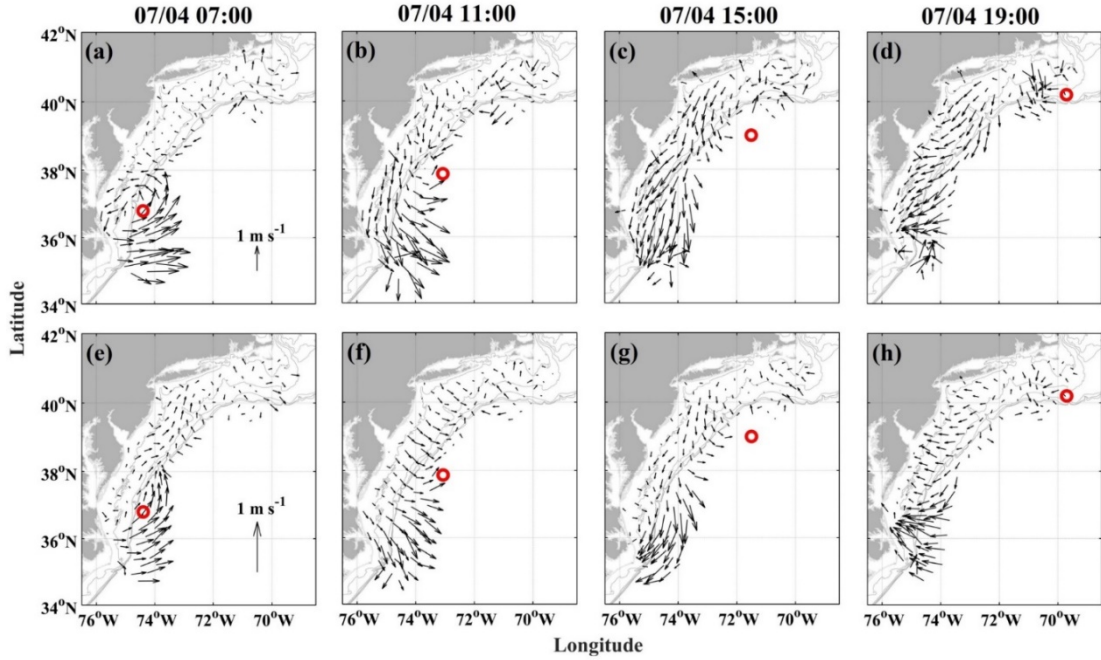 07/04 07:00 07/04 11:00 07/04 15:00 07/04 19:00
42°N
(a) (b) (c) (d)
40°N
38°N
36°N
1 m s⁻¹
34°N
Latitude
42°N
(e) (f) (g) (h)
40°N
38°N
36°N
1 m s⁻¹
34°N
76°W 74°W 72°W 70°W 76°W 74°W 72°W 70°W 76°W 74°W 72°W 70°W 76°W 74°W 72°W 70°W
Longitude